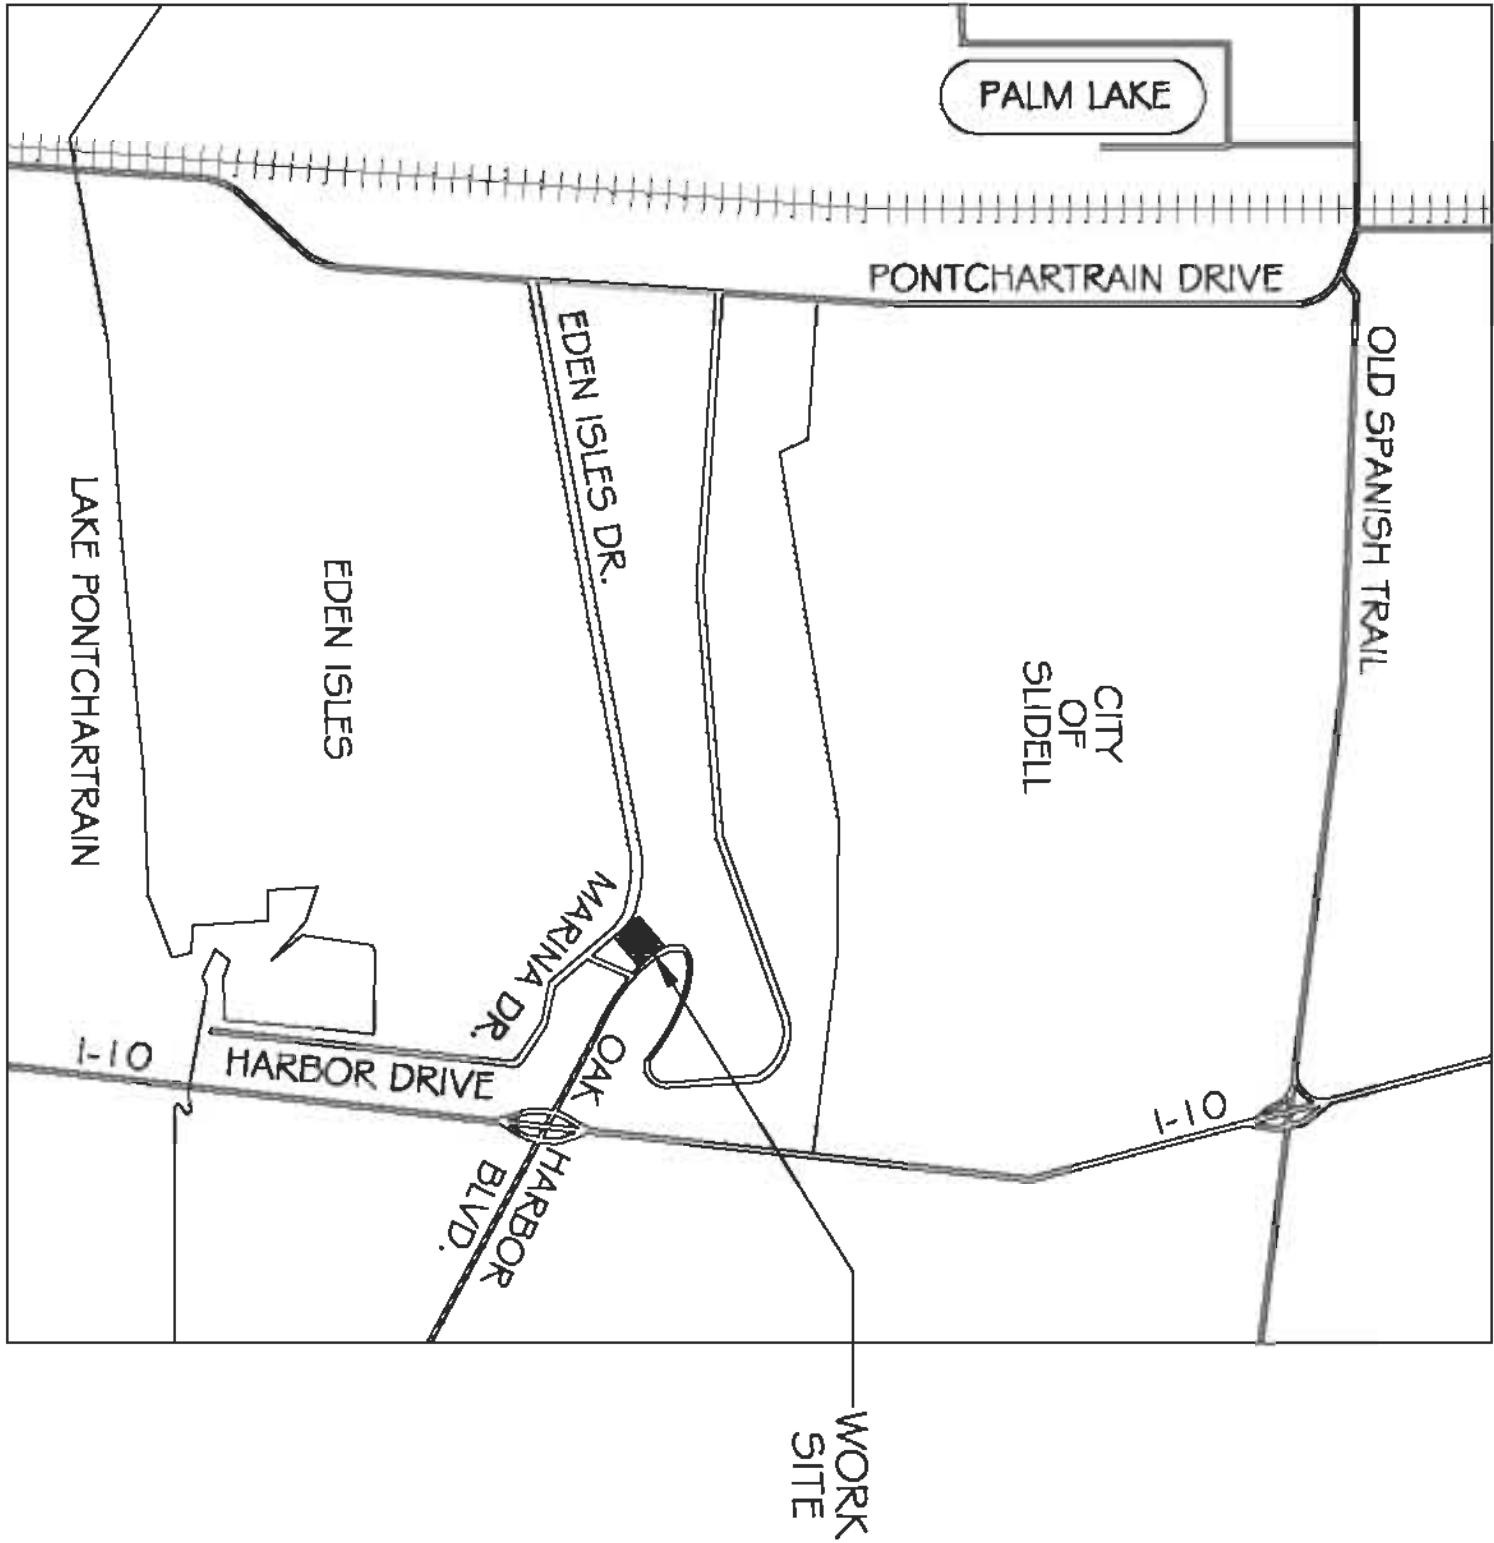 PALM LAKE
PONTCHARTRAIN DRIVE
OLD SPANISH TRAIL
EDEN ISLES DR.
CITY
OF
SLIDELL
EDEN ISLES
LAKE PONTCHARTRAIN
MARINA DR.
I-10
HARBOR DRIVE
OAK
HARBOR
BLVD.
I-10
WORK
SITE